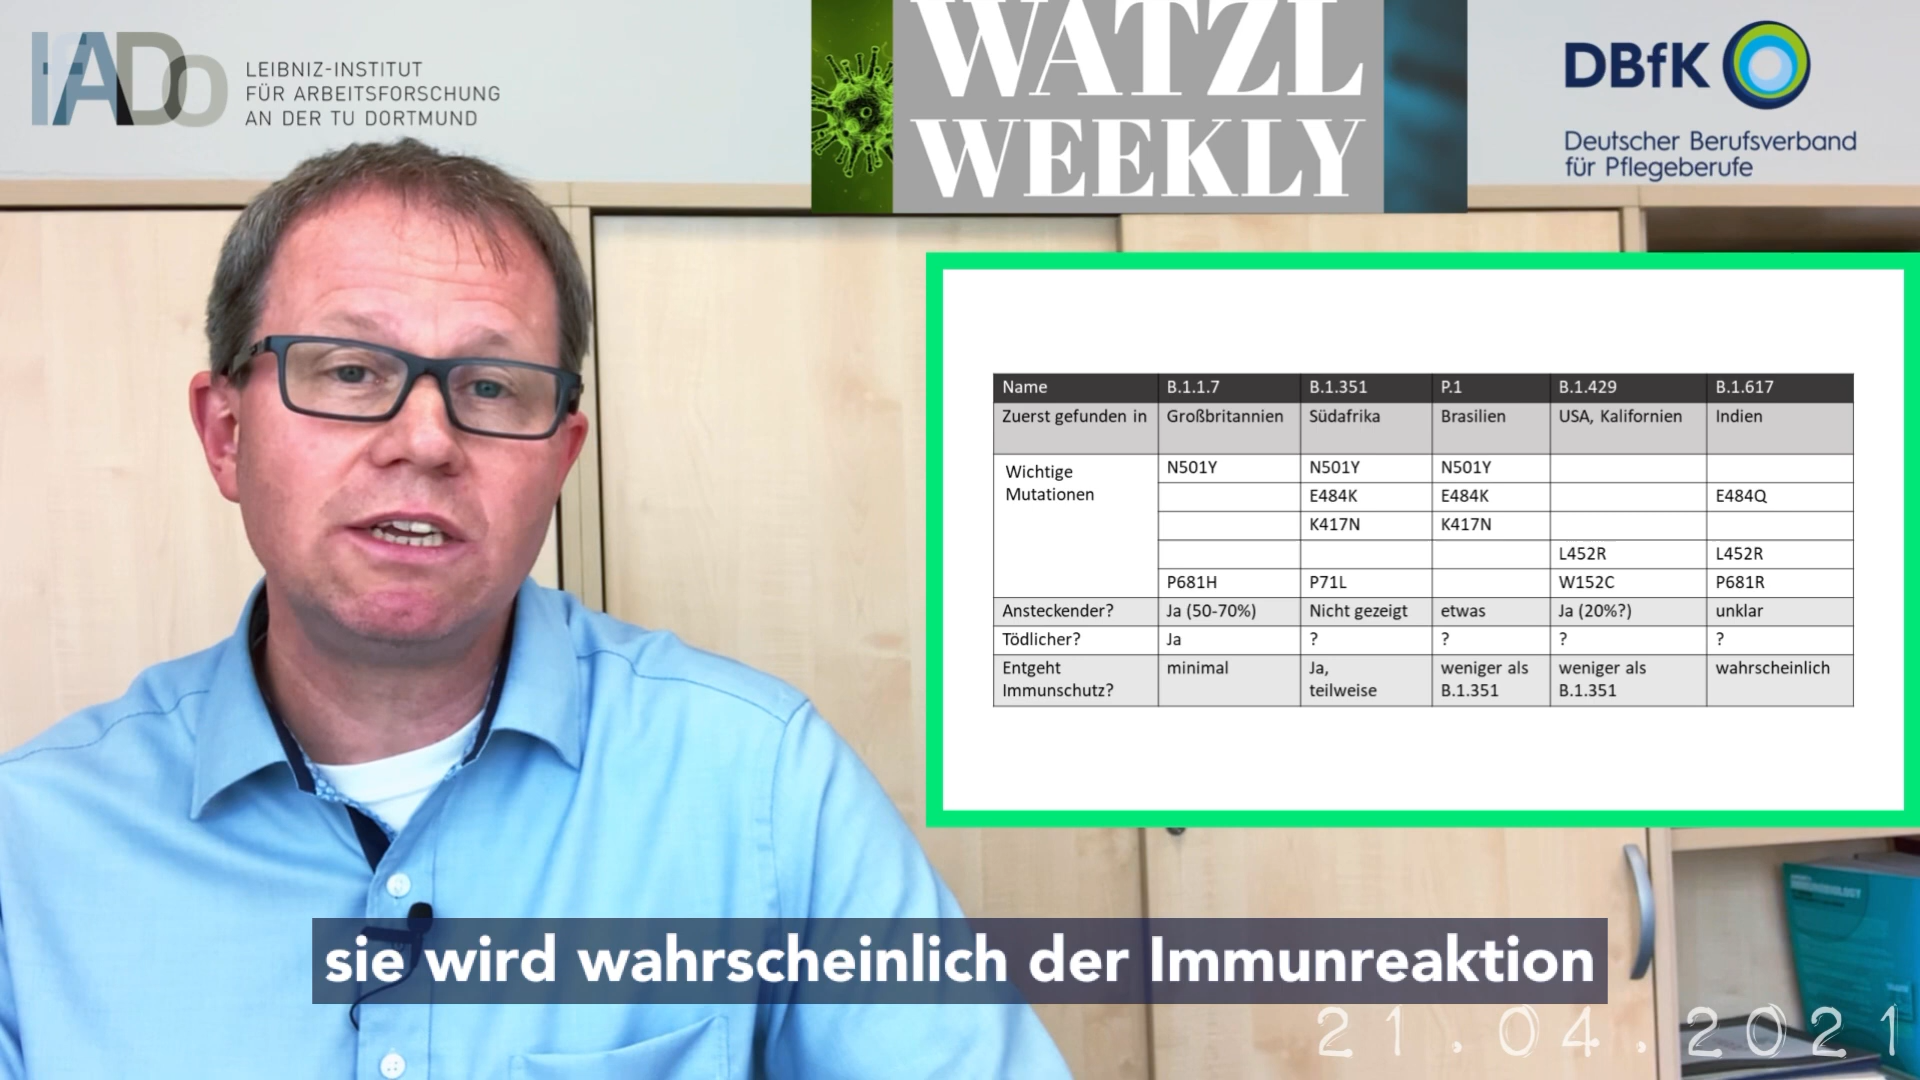 IfADo
LEIBNIZ-INSTITUT
FÜR ARBEITSFORSCHUNG
AN DER TU DORTMUND
WATZL
WEEKLY
DBfK
Deutscher Berufsverband
für Pflegeberufe
Name B.1.1.7 B.1.351 P.1 B.1.429 B.1.617
Zuerst gefunden in Großbritannien Südafrika Brasilien USA, Kalifornien Indien
Wichtige
Mutationen
N501Y N501Y N501Y
E484K E484K E484Q
K417N K417N
L452R L452R
P681H P71L W152C P681R
Ansteckender? Ja (50-70%) Nicht gezeigt etwas Ja (20%?) unklar
Tödlicher? Ja ? ? ? ?
Entgeht minimal Ja, weniger als weniger als wahrscheinlich
Immunschutz? teilweise B.1.351 B.1.351
sie wird wahrscheinlich der Immunreaktion
21.04.2021